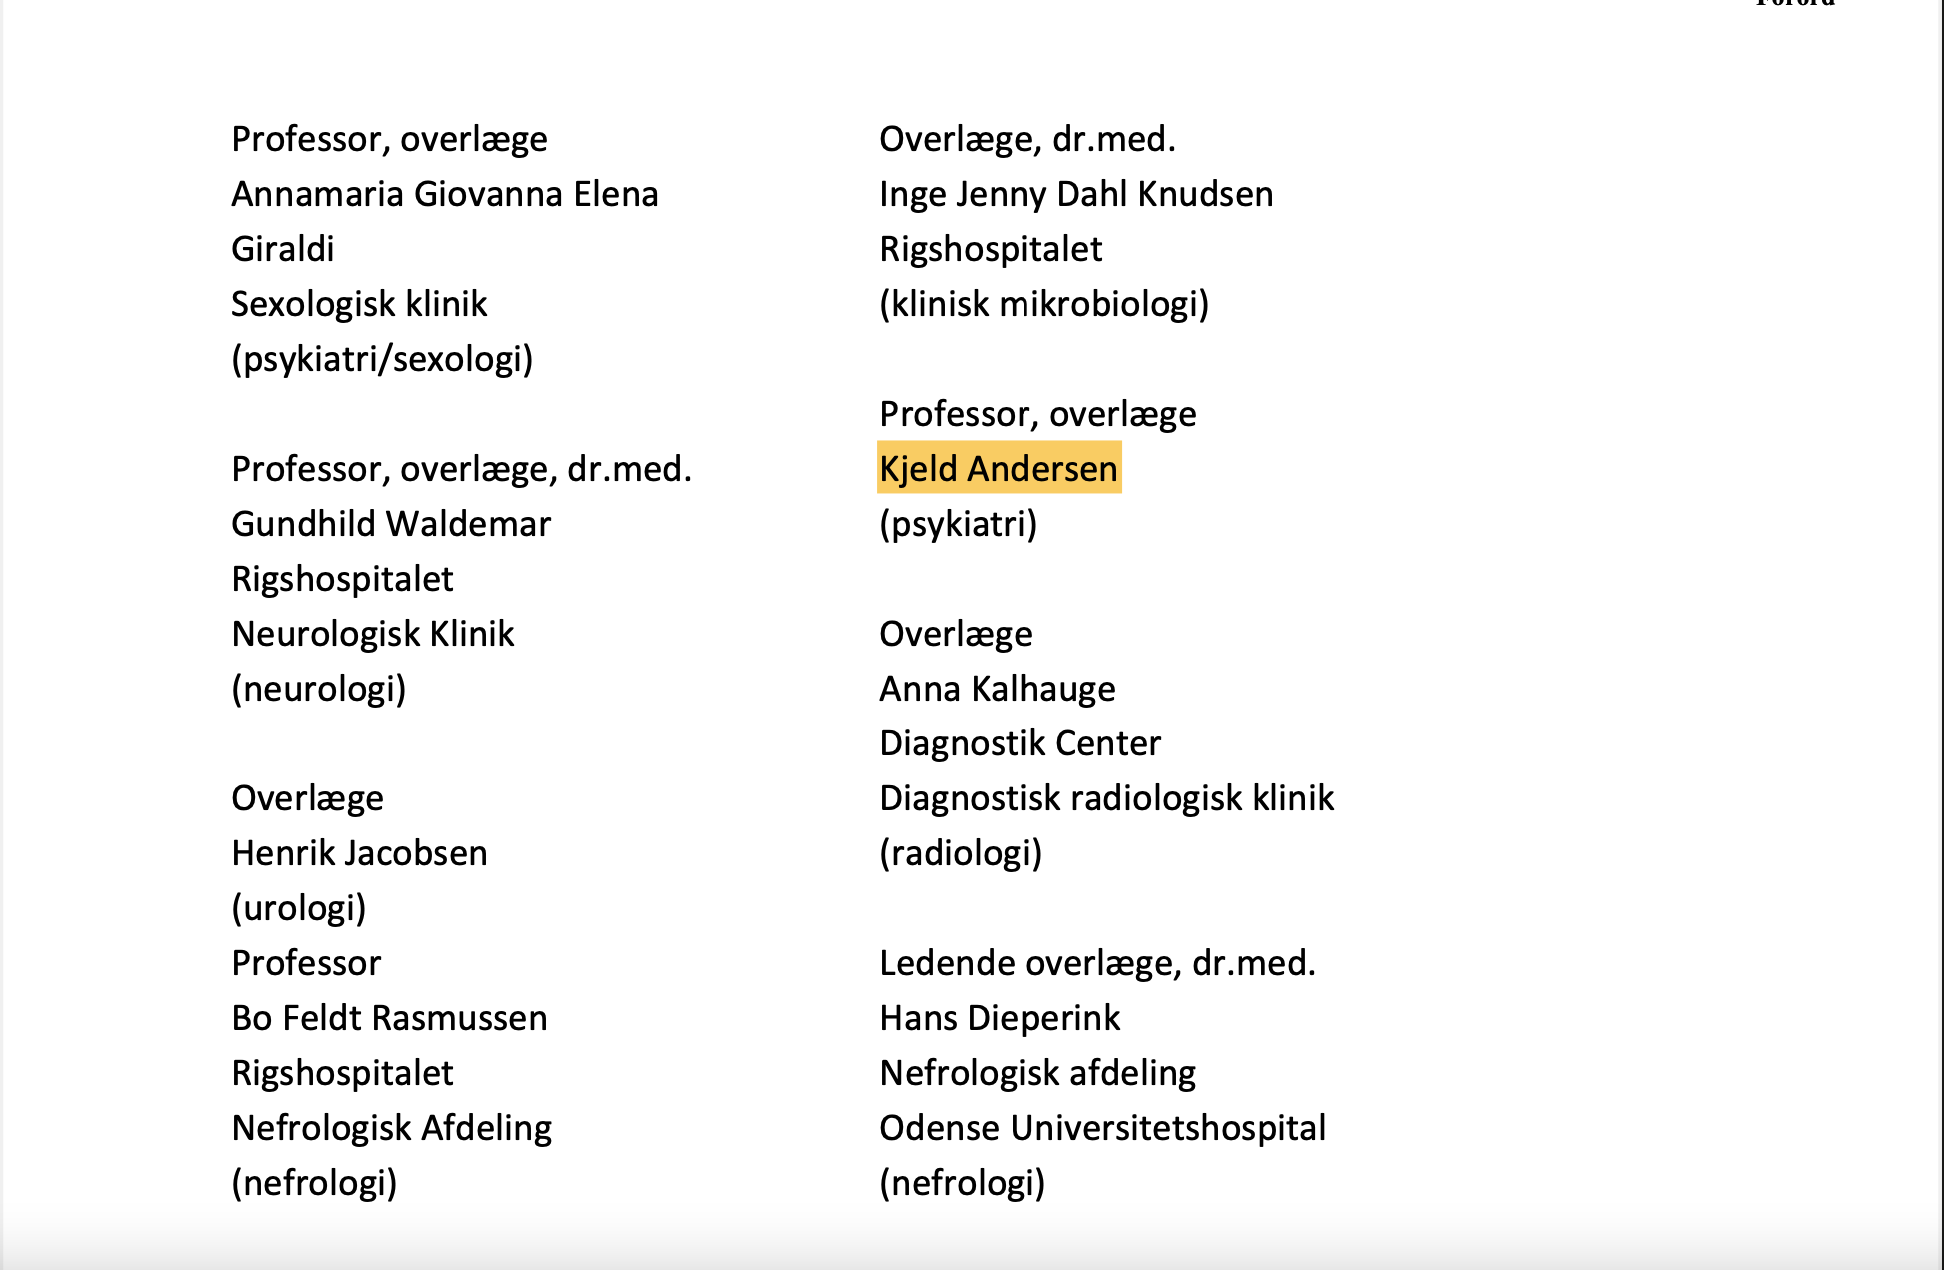 Professor, overlæge
Annamaria Giovanna Elena
Giraldi
Sexologisk klinik
(psykiatri/sexologi)
Professor, overlæge, dr.med.
Gundhild Waldemar
Rigshospitalet
Neurologisk Klinik
(neurologi)
Overlæge
Henrik Jacobsen
(urologi)
Professor
Bo Feldt Rasmussen
Rigshospitalet
Nefrologisk Afdeling
(nefrologi)
Overlæge, dr.med.
Inge Jenny Dahl Knudsen
Rigshospitalet
(klinisk mikrobiologi)
Professor, overlæge
Kjeld Andersen
(psykiatri)
Overlæge
Anna Kalhauge
Diagnostik Center
Diagnostisk radiologisk klinik
(radiologi)
Ledende overlæge, dr.med.
Hans Dieperink
Nefrologisk afdeling
Odense Universitetshospital
(nefrologi)